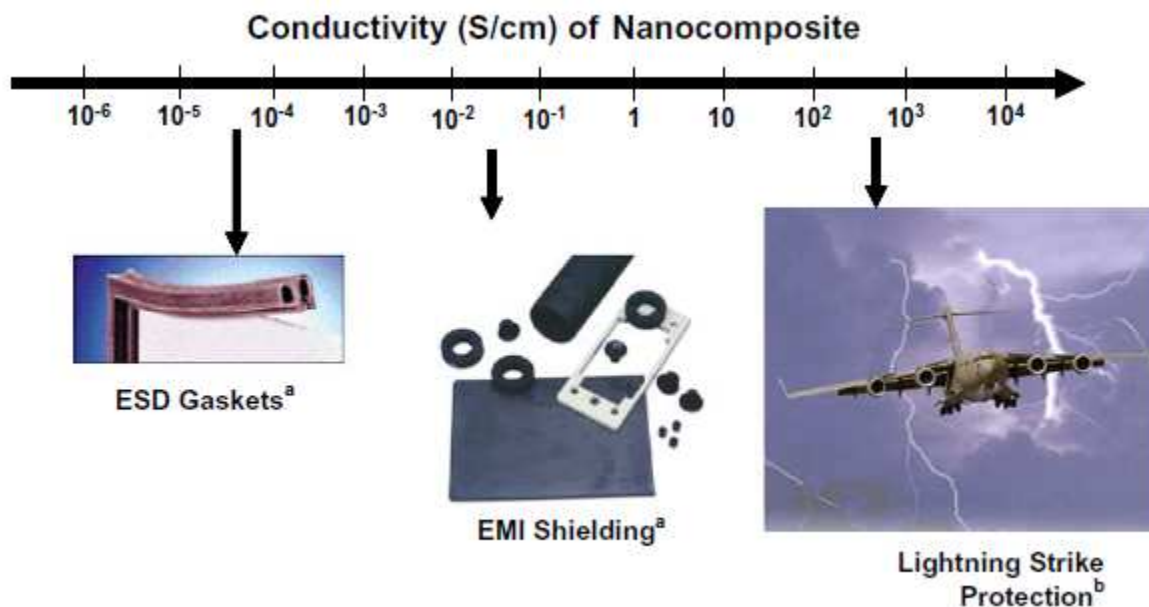 Conductivity (S/cm) of Nanocomposite
10⁻⁶ 10⁻⁵ 10⁻⁴ 10⁻³ 10⁻² 10⁻¹ 1 10 10² 10³ 10⁴
ESD Gasketsᵃ
EMI Shieldingᵃ
Lightning Strike
Protectionᵇ